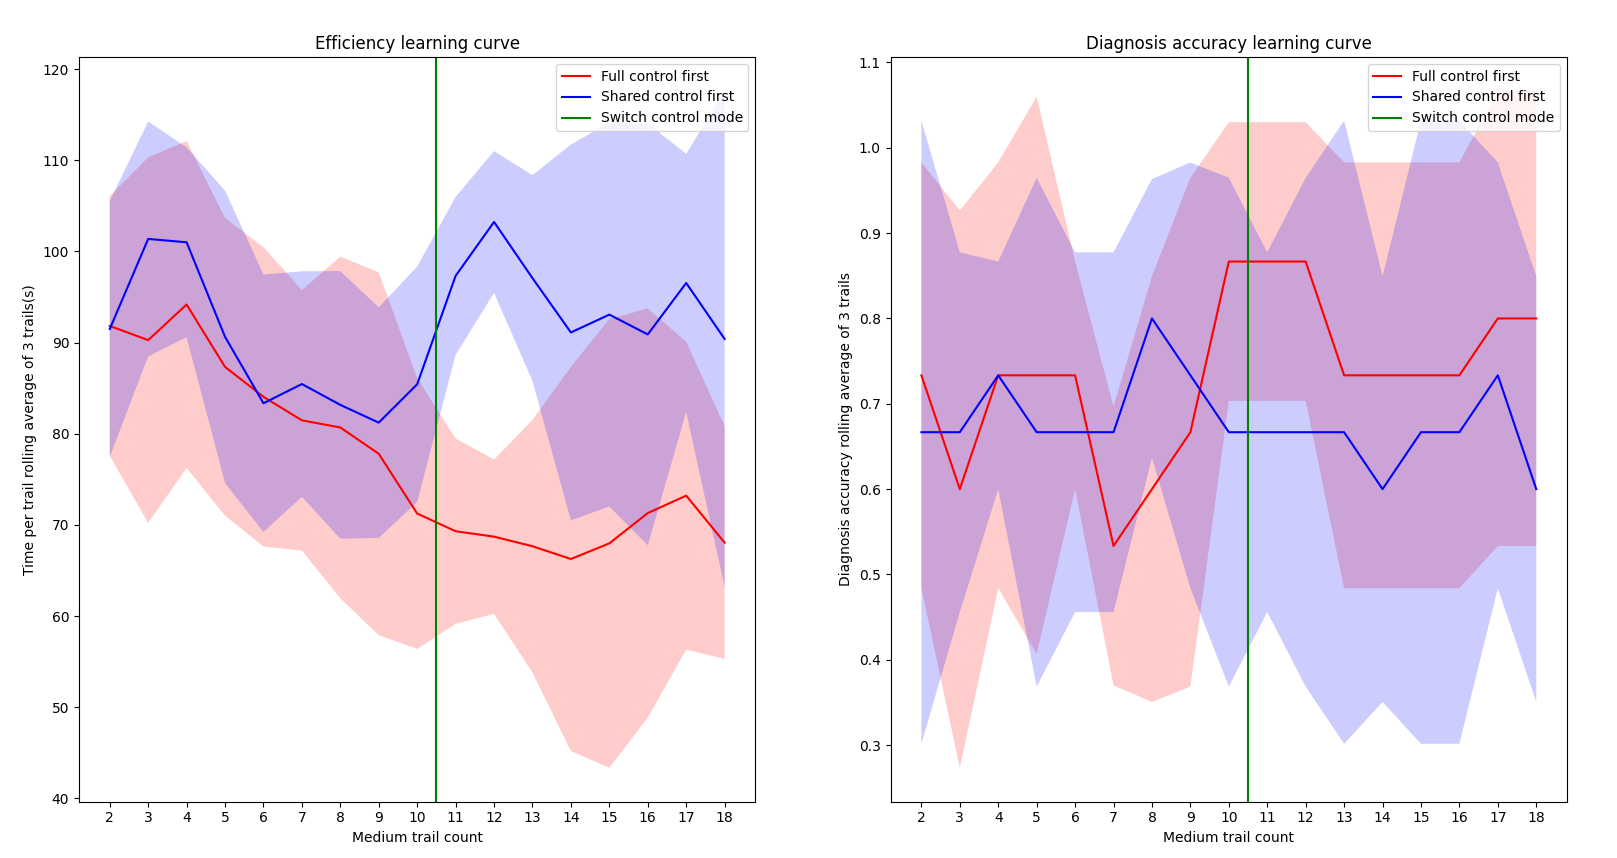 Efficiency learning curve
Full control first
Shared control first
Switch control mode
Time per trail rolling average of 3 trails(s)
120
110
100
90
80
70
60
50
40
2 3 4 5 6 7 8 9 10 11 12 13 14 15 16 17 18
Medium trail count
Diagnosis accuracy learning curve
Full control first
Shared control first
Switch control mode
Diagnosis accuracy rolling average of 3 trails
1.1
1.0
0.9
0.8
0.7
0.6
0.5
0.4
0.3
2 3 4 5 6 7 8 9 10 11 12 13 14 15 16 17 18
Medium trail count